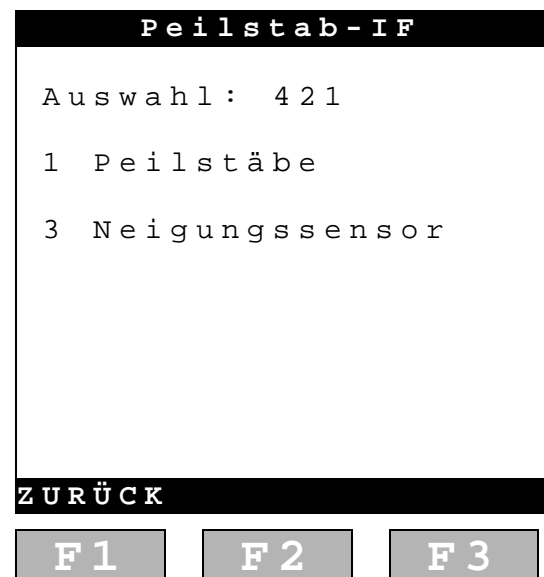 Peilstab-IF
Auswahl: 421
1 Peilstäbe
3 Neigungssensor
ZURÜCK
F1 F2 F3